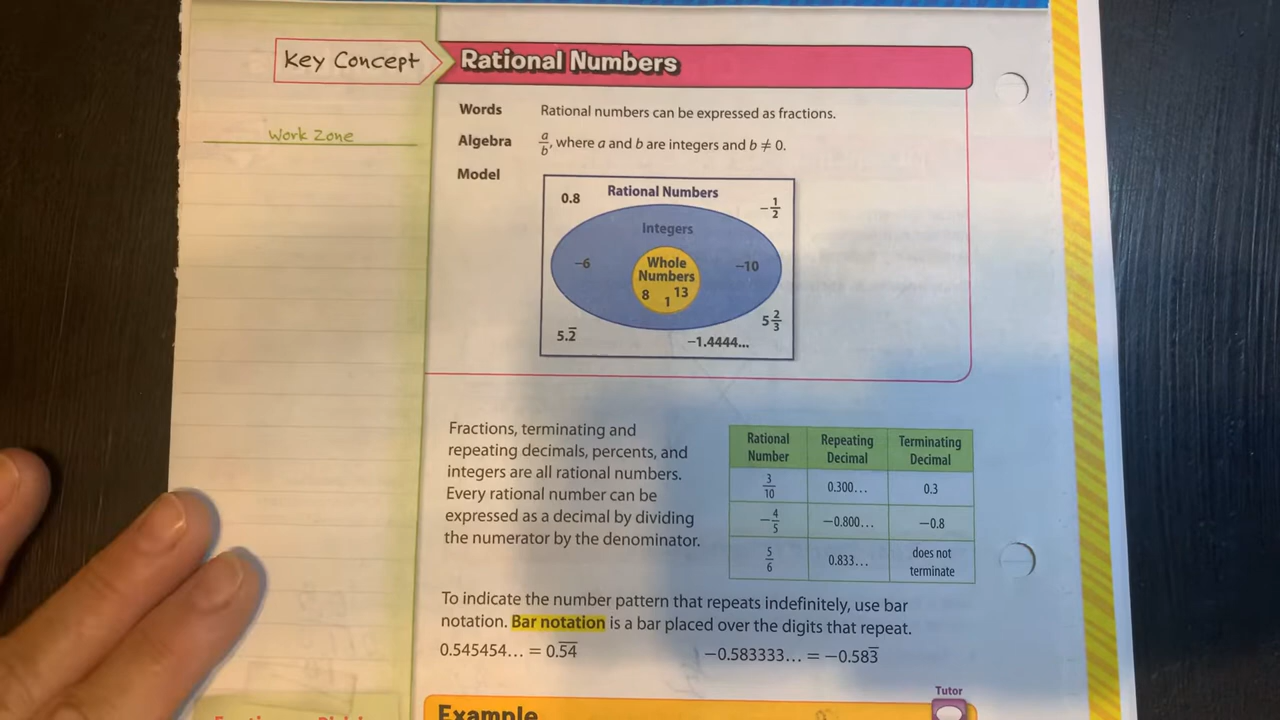 Key Concept
Rational Numbers
Work Zone
Words Rational numbers can be expressed as fractions.
Algebra a/b, where a and b are integers and b ≠ 0.
Model
Rational Numbers
0.8
-1/2
Integers
-6
Whole
Numbers
-10
8 1 13
5.2̅
5 2/3
-1.4444...
Fractions, terminating and
repeating decimals, percents, and
integers are all rational numbers.
Every rational number can be
expressed as a decimal by dividing
the numerator by the denominator.
Rational Number Repeating Decimal Terminating Decimal
3/10 0.300... 0.3
-4/5 -0.800... -0.8
5/6 0.833... does not terminate
To indicate the number pattern that repeats indefinitely, use bar
notation. Bar notation is a bar placed over the digits that repeat.
0.545454... = 0.5̅4̅ -0.583333... = -0.583̅
Tutor
Example